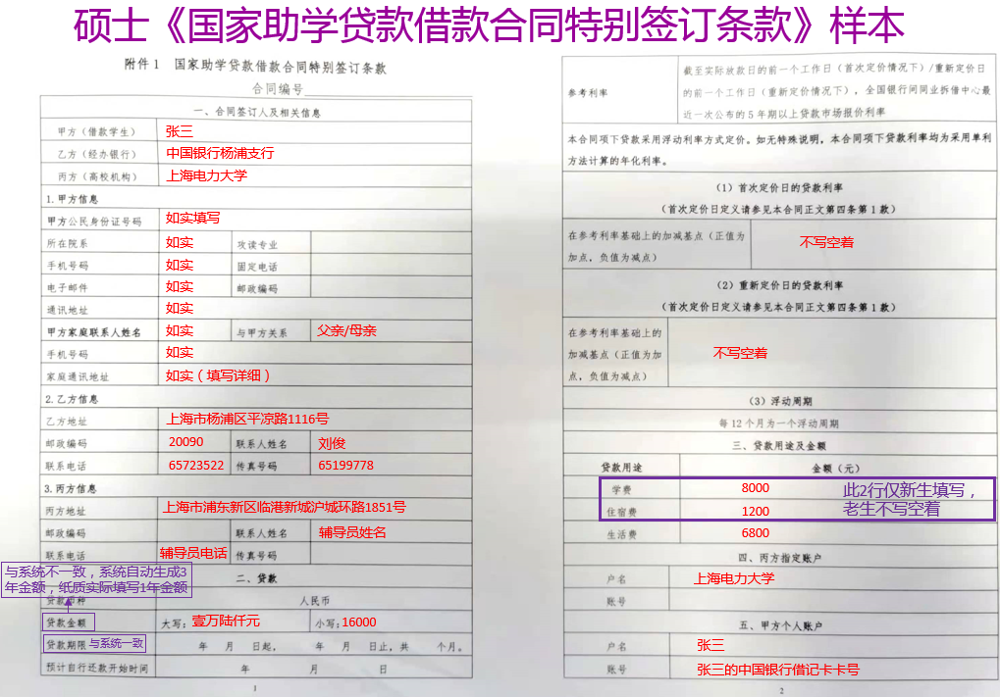 硕士《国家助学贷款借款合同特别签订条款》样本
附件1 国家助学贷款借款合同特别签订条款
合同编号
一、合同签订人及相关信息
甲方（借款学生） 张三
乙方（经办银行） 中国银行杨浦支行
丙方（高校机构） 上海电力大学
1.甲方信息
甲方公民身份证号码 如实填写
所在院系 如实 攻读专业
手机号码 如实 固定电话
电子邮件 如实 邮政编码
通讯地址 如实
甲方家庭联系人姓名 如实 与甲方关系 父亲/母亲
手机号码 如实
家庭通讯地址 如实（填写详细）
2.乙方信息
乙方地址 上海市杨浦区平凉路1116号
邮政编码 20090 联系人姓名 刘俊
联系电话 65723522 传真号码 65199778
3.丙方信息
丙方地址 上海市浦东新区临港新城沪城环路1851号
邮政编码 联系人姓名 辅导员姓名
联系电话 辅导员电话 传真号码
与系统不一致，系统自动生成3
年金额，纸质实际填写1年金额
二、贷款
贷款币种 人民币
贷款金额 大写：壹万陆仟元 小写：16000
贷款期限 与系统一致 年 月 日起， 年 月 日止，共 个月。
预计自行还款开始时间 年 月 日
1
参考利率
截至实际放款日的前一个工作日（首次定价情况下）/重新定价日
的前一个工作日（重新定价情况下），全国银行间同业拆借中心最
近一次公布的5年期以上贷款市场报价利率
本合同项下贷款采用浮动利率方式定价。如无特殊说明，本合同项下贷款利率均为采用单利
方法计算的年化利率。
（1）首次定价日的贷款利率
（首次定价日定义请参见本合同正文第四条第1款）
在参考利率基础上的加减基点（正值为
加点，负值为减点）
不写空着
（2）重新定价日的贷款利率
（首次定价日定义请参见本合同正文第四条第1款）
在参考利率基础上的
加减基点（正值为加
点，负值为减点）
不写空着
（3）浮动周期
每12个月为一个浮动周期
三、贷款用途及金额
贷款用途 金额（元）
学费 8000
住宿费 1200
此2行仅新生填写，
老生不写空着
生活费 6800
四、丙方指定账户
户名 上海电力大学
账号
五、甲方个人账户
户名 张三
账号 张三的中国银行借记卡卡号
2